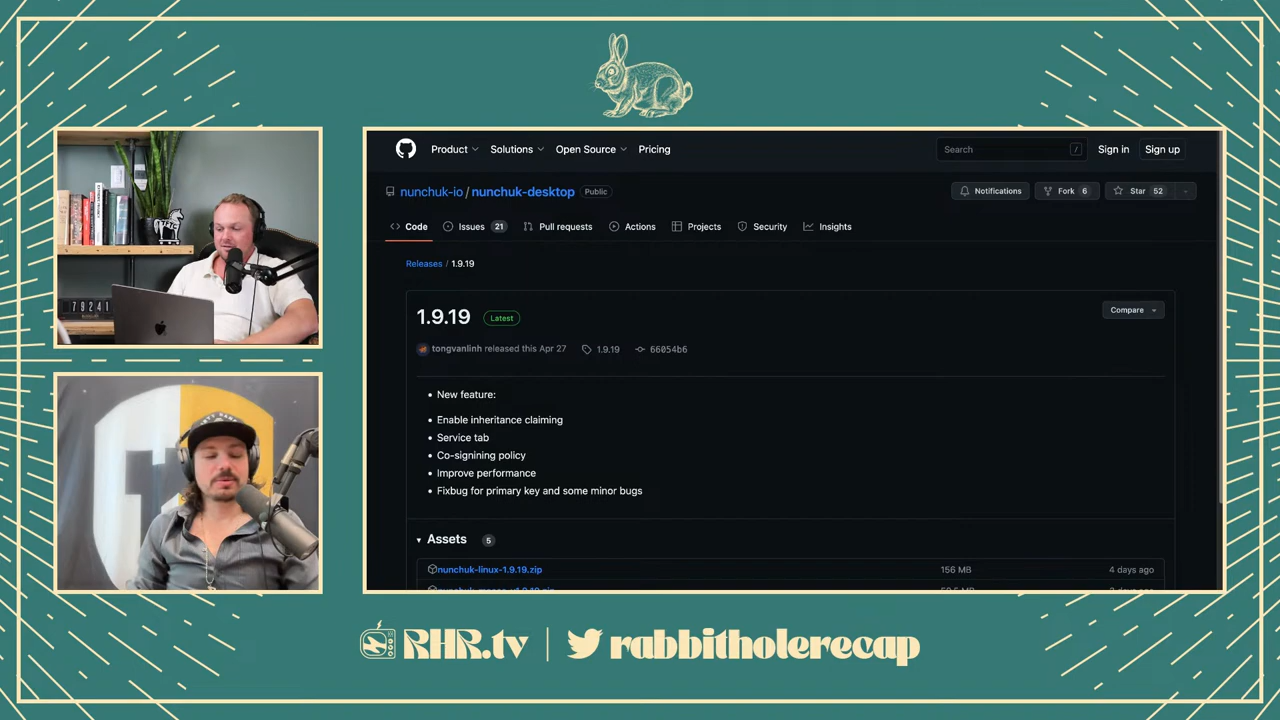 Product
Solutions
Open Source
Pricing
Search
/
Sign in
Sign up
nunchuk-io / nunchuk-desktop
Public
Notifications
Fork 6
Star 52
Code
Issues 21
Pull requests
Actions
Projects
Security
Insights
Releases / 1.9.19
1.9.19
Latest
Compare
tongvanlinh released this Apr 27
1.9.19
66054b6
New feature:
Enable inheritance claiming
Service tab
Co-signining policy
Improve performance
Fixbug for primary key and some minor bugs
Assets 5
nunchuk-linux-1.9.19.zip
156 MB
4 days ago
79241
RHR.tv
rabbitholerecap